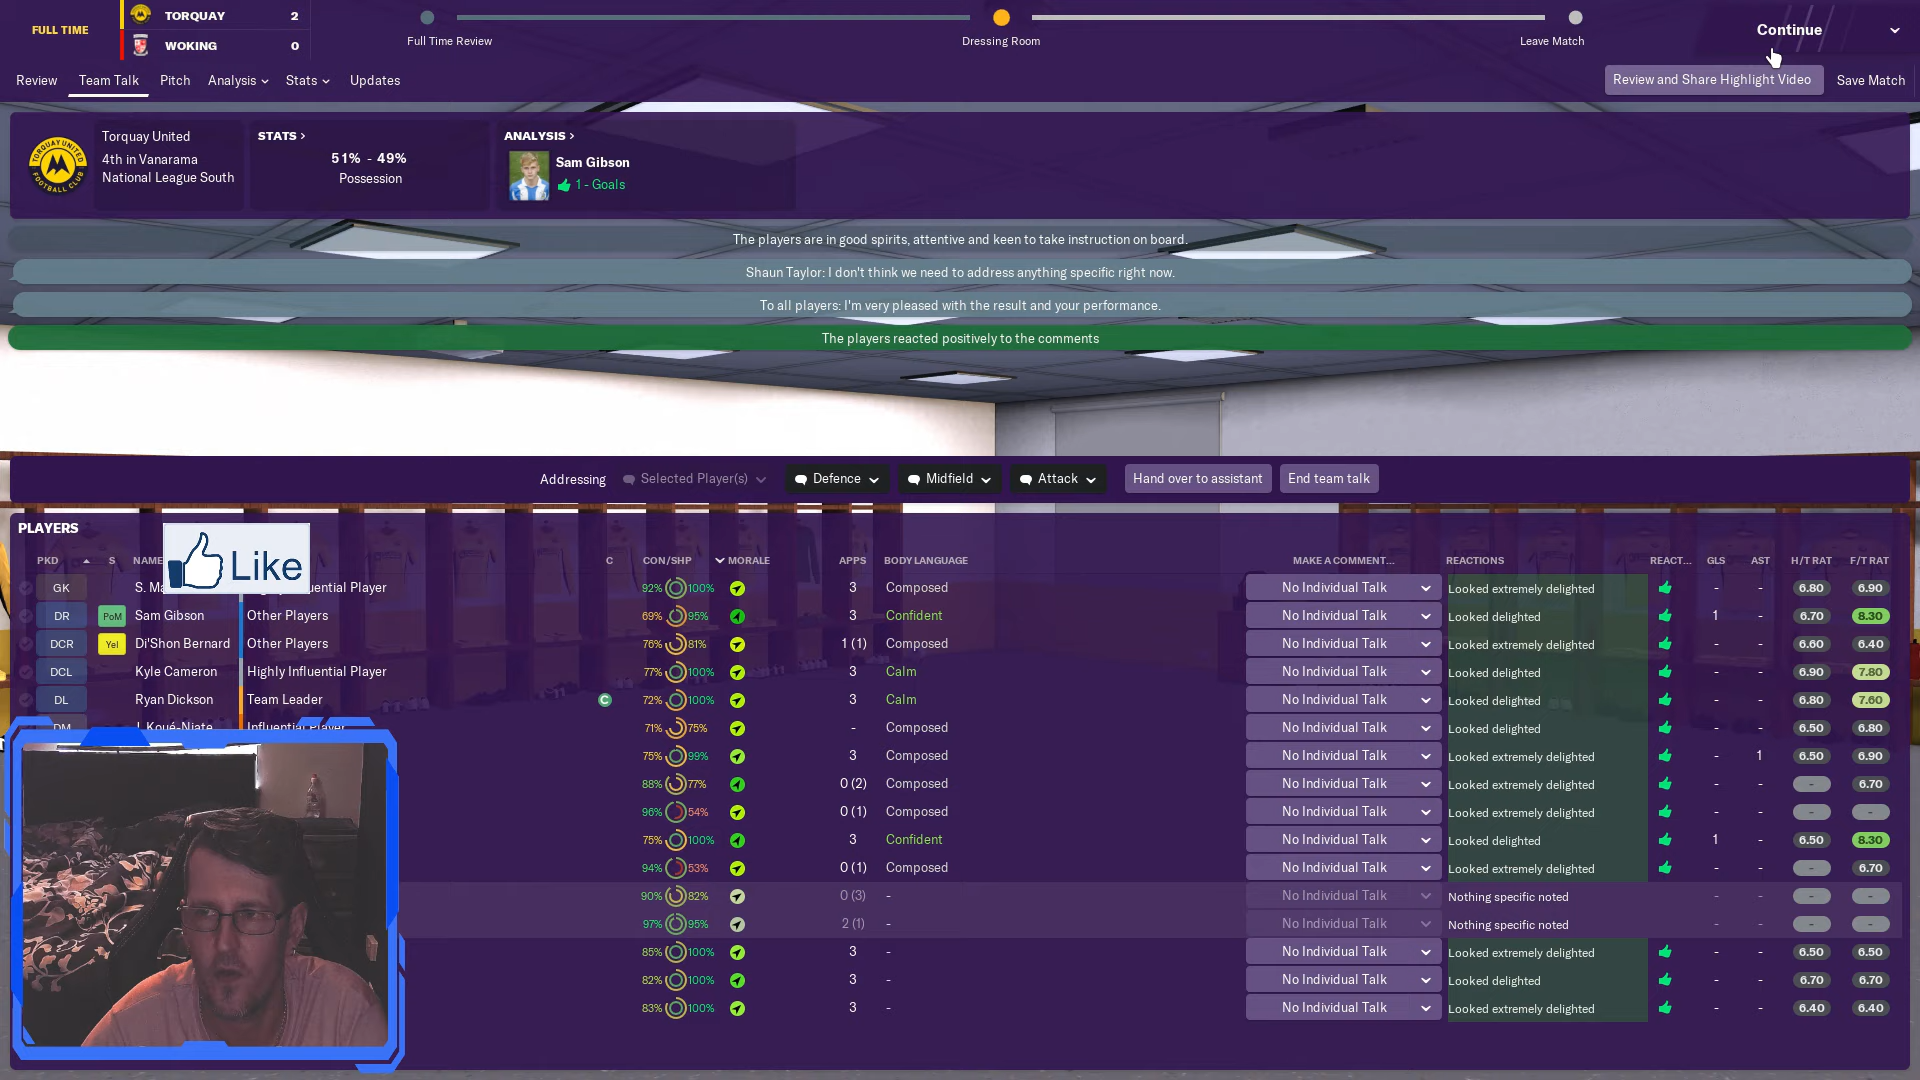 FULL TIME
TORQUAY 2
WOKING 0
Full Time Review
Dressing Room
Leave Match
Continue
Review
Team Talk
Pitch
Analysis
Stats
Updates
Review and Share Highlight Video
Save Match
TORQUAY UNITED FOOTBALL CLUB
Torquay United
4th in Vanarama
National League South
STATS >
51% - 49%
Possession
ANALYSIS >
Sam Gibson
1 - Goals
The players are in good spirits, attentive and keen to take instruction on board.
Shaun Taylor: I don't think we need to address anything specific right now.
To all players: I'm very pleased with the result and your performance.
The players reacted positively to the comments
Addressing Selected Player(s) Defence Midfield Attack Hand over to assistant End team talk
PLAYERS
Like
PKD S NAME C CON/SHP MORALE APPS BODY LANGUAGE MAKE A COMMENT... REACTIONS REACT... GLS AST H/T RAT F/T RAT
GK S. Ma uential Player 92% 100% 3 Composed No Individual Talk Looked extremely delighted - - 6.80 6.90
DR PoM Sam Gibson Other Players 69% 95% 3 Confident No Individual Talk Looked delighted 1 - 6.70 8.30
DCR Yel Di'Shon Bernard Other Players 76% 81% 1 (1) Composed No Individual Talk Looked extremely delighted - - 6.60 6.40
DCL Kyle Cameron Highly Influential Player 77% 100% 3 Calm No Individual Talk Looked extremely delighted - - 6.90 7.80
DL Ryan Dickson Team Leader C 72% 100% 3 Calm No Individual Talk Looked extremely delighted - - 6.80 7.60
DM J. Koué-Niate Influential Player 71% 75% - Composed No Individual Talk Looked delighted - - 6.50 6.80
75% 99% 3 Composed No Individual Talk Looked extremely delighted - 1 6.50 6.90
88% 77% 0 (2) Composed No Individual Talk Looked extremely delighted - - - 6.70
96% 54% 0 (1) Composed No Individual Talk Looked extremely delighted - - - -
75% 100% 3 Confident No Individual Talk Looked delighted 1 - 6.50 8.30
94% 53% 0 (1) Composed No Individual Talk Looked extremely delighted - - - 6.70
90% 82% 0 (3) - No Individual Talk Nothing specific noted - - - -
97% 95% 2 (1) - No Individual Talk Nothing specific noted - - - -
85% 100% 3 - No Individual Talk Looked extremely delighted - - 6.50 6.50
82% 100% 3 - No Individual Talk Looked delighted - - 6.70 6.70
83% 100% 3 - No Individual Talk Looked extremely delighted - - 6.40 6.40